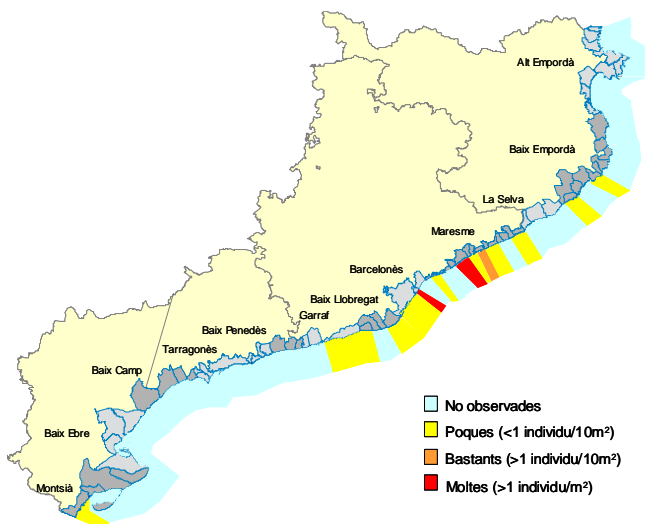 Alt Empordà
Baix Empordà
La Selva
Maresme
Barcelonès
Baix Llobregat
Garraf
Baix Penedès
Tarragonès
Baix Camp
Baix Ebre
Montsià
No observades
Poques (<1 individu/10m²)
Bastants (>1 individu/10m²)
Moltes (>1 individu/m²)